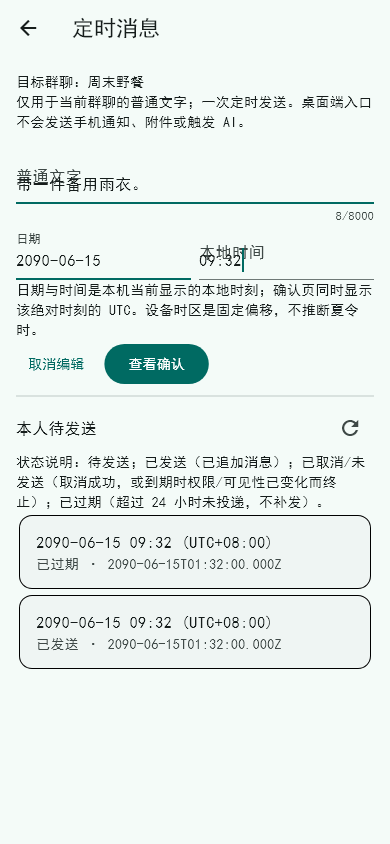 定时消息
目标群聊：周末野餐
仅用于当前群聊的普通文字；一次定时发送。桌面端入口
不会发送手机通知、附件或触发 AI。
普通文字
带一件备用雨衣。
8/8000
日期
本地时间
2090-06-15
09:32
日期与时间是本机当前显示的本地时刻；确认页同时显示
该绝对时刻的 UTC。设备时区是固定偏移，不推断夏令
时。
取消编辑
查看确认
本人待发送
状态说明：待发送；已发送（已追加消息）；已取消/未
发送（取消成功，或到期时权限/可见性已变化而终
止）；已过期（超过 24 小时未投递，不补发）。
2090-06-15 09:32 (UTC+08:00)
已过期 · 2090-06-15T01:32:00.000Z
2090-06-15 09:32 (UTC+08:00)
已发送 · 2090-06-15T01:32:00.000Z